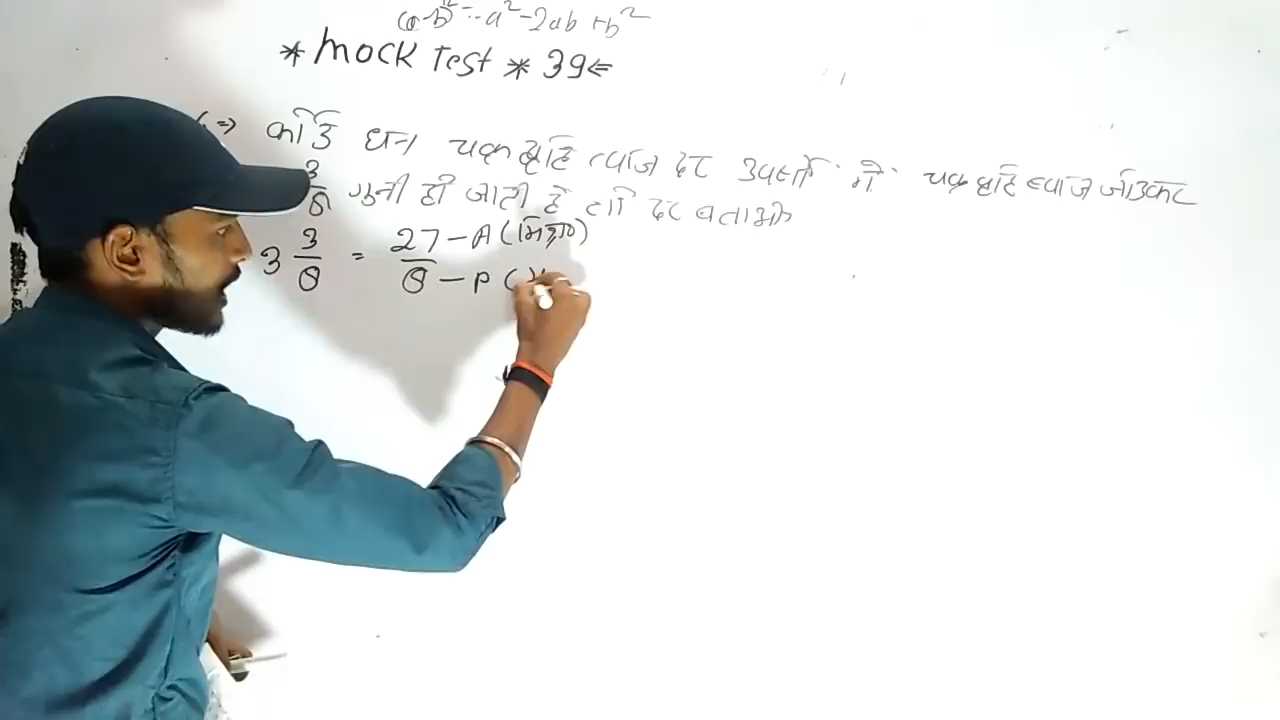 (a-b)² = a² - 2ab + b²
* Mock Test * 39 ⇐
⇒ कोई धन चक्रवृद्धि ब्याज दर 3 वर्षों में चक्रवृद्धि ब्याज जोड़कर
3/8 गुनी हो जाती है तो दर बताओ
3 3/8 = 27 - A (मिश्रधन)
8 - P (